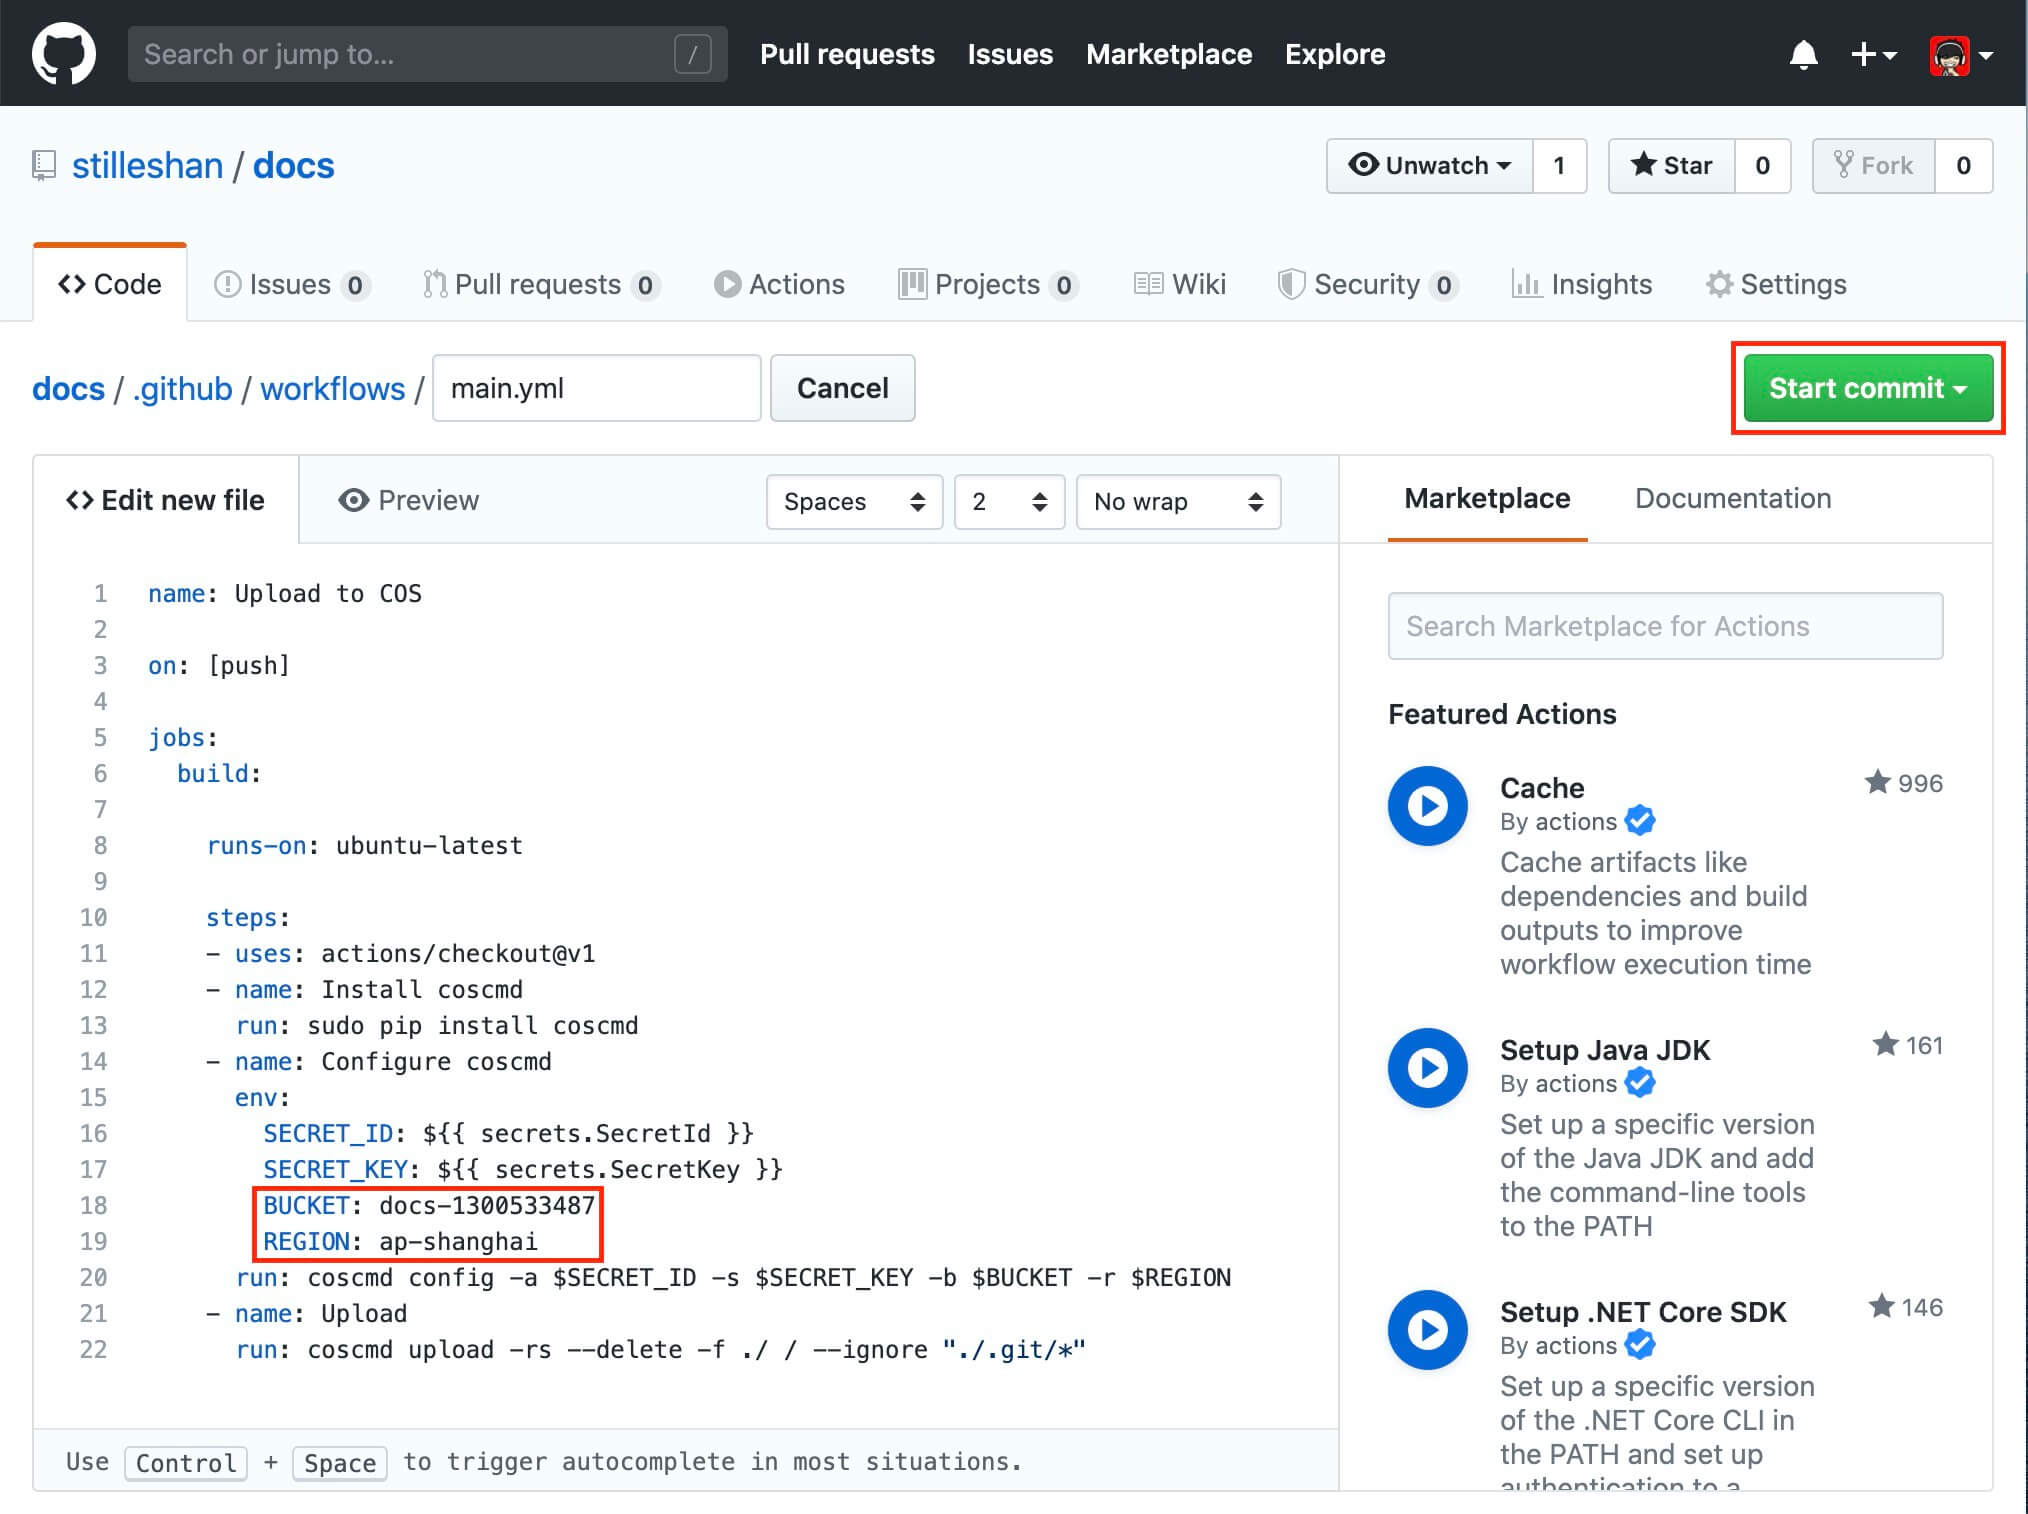 Search or jump to... /
Pull requests Issues Marketplace Explore
stilleshan / docs
Unwatch 1 Star 0 Fork 0
Code Issues 0 Pull requests 0 Actions Projects 0 Wiki Security 0 Insights Settings
docs / .github / workflows / main.yml Cancel Start commit
Edit new file Preview Spaces 2 No wrap
1 name: Upload to COS
2
3 on: [push]
4
5 jobs:
6 build:
7
8 runs-on: ubuntu-latest
9
10 steps:
11 - uses: actions/checkout@v1
12 - name: Install coscmd
13 run: sudo pip install coscmd
14 - name: Configure coscmd
15 env:
16 SECRET_ID: ${{ secrets.SecretId }}
17 SECRET_KEY: ${{ secrets.SecretKey }}
18 BUCKET: docs-1300533487
19 REGION: ap-shanghai
20 run: coscmd config -a $SECRET_ID -s $SECRET_KEY -b $BUCKET -r $REGION
21 - name: Upload
22 run: coscmd upload -rs --delete -f ./ / --ignore "./.git/*"
Use Control + Space to trigger autocomplete in most situations.
Marketplace Documentation
Search Marketplace for Actions
Featured Actions
Cache 996
By actions
Cache artifacts like
dependencies and build
outputs to improve
workflow execution time
Setup Java JDK 161
By actions
Set up a specific version
of the Java JDK and add
the command-line tools
to the PATH
Setup .NET Core SDK 146
By actions
Set up a specific version
of the .NET Core CLI in
the PATH and set up
authentication to a